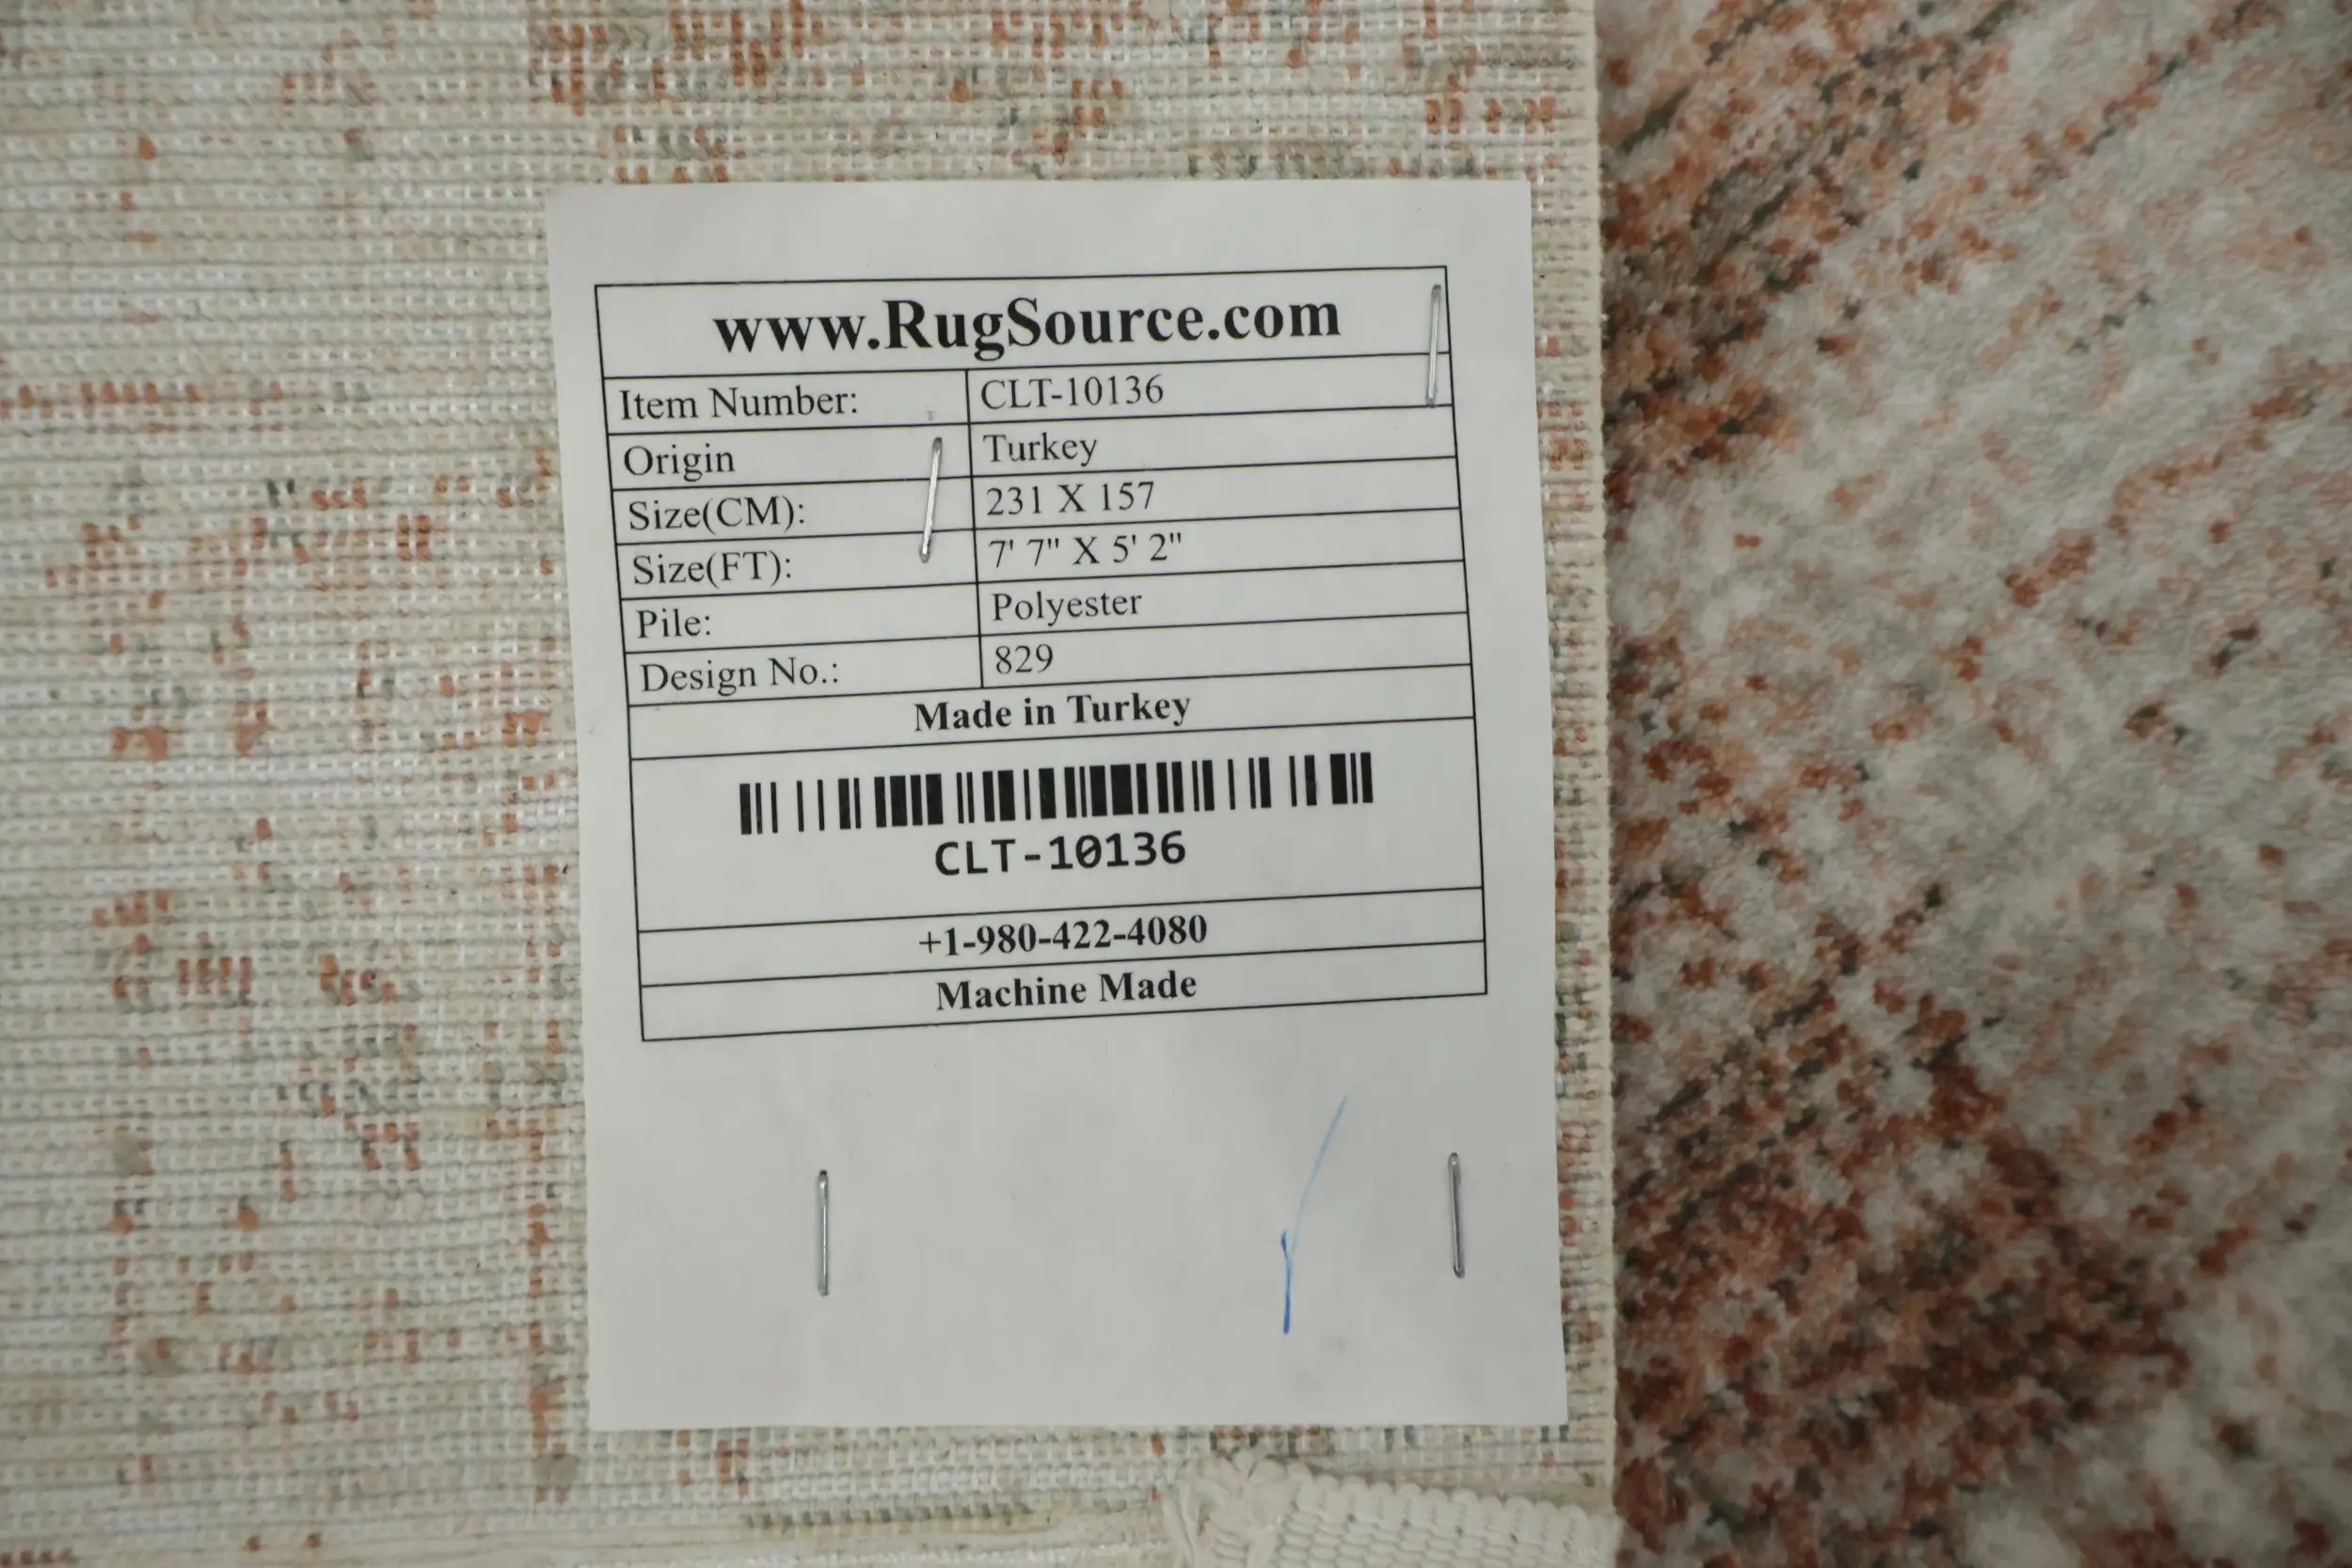 www.RugSource.com
Item Number: CLT-10136
Origin Turkey
Size(CM): 231 X 157
Size(FT): 7' 7" X 5' 2"
Pile: Polyester
Design No.: 829
Made in Turkey
CLT-10136
+1-980-422-4080
Machine Made